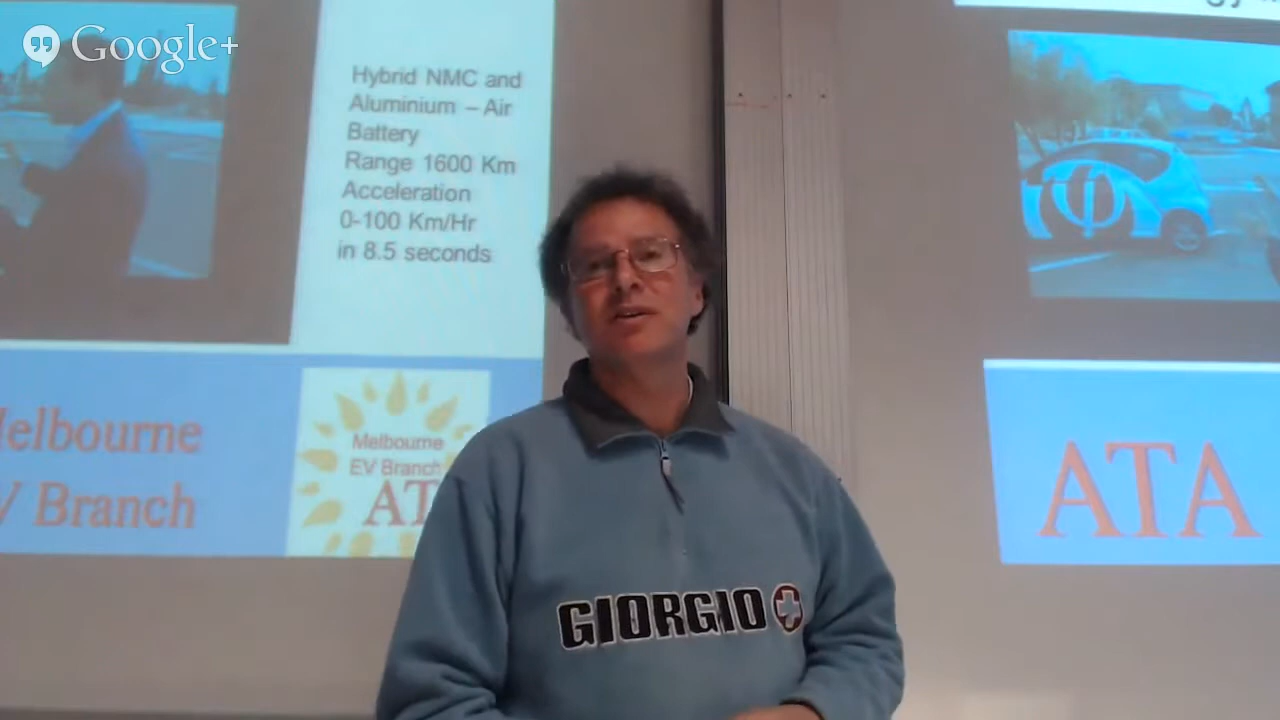 Google+
Hybrid NMC and
Aluminium – Air
Battery
Range 1600 Km
Acceleration
0-100 Km/Hr
in 8.5 seconds
elbourne
Branch
Melbourne
EV Branch
AT
ATA
GIORGIO